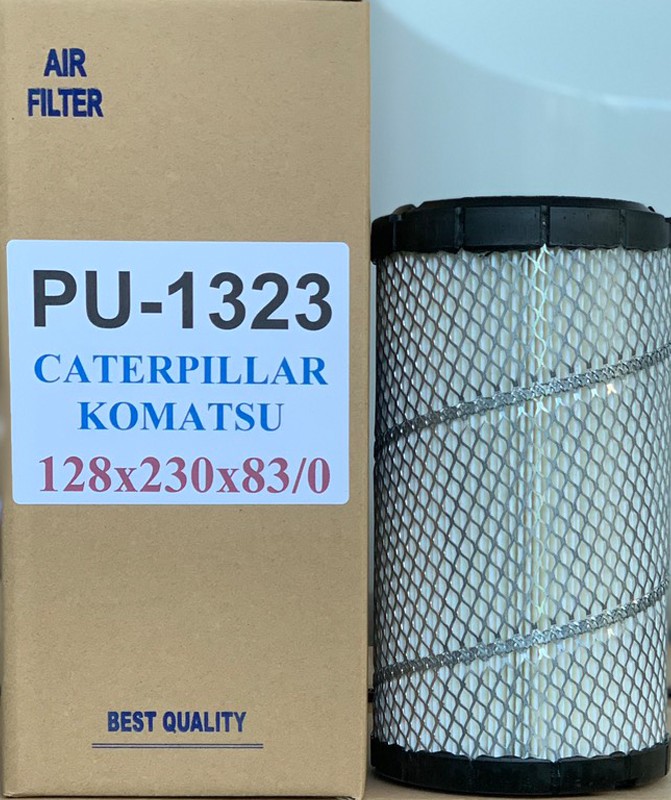 AIR
FILTER
PU-1323
CATERPILLAR
KOMATSU
128x230x83/0
BEST QUALITY